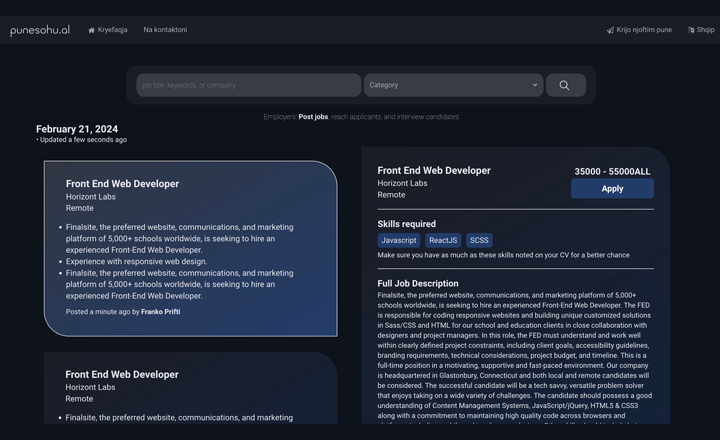 punesohu.al
Kryefaqja
Na kontaktoni
Krijo njoftim pune
Shqip
job title, keywords, or company
Category
Employers: Post jobs, reach applicants, and interview candidates
February 21, 2024
• Updated a few seconds ago
Front End Web Developer
Horizont Labs
Remote
• Finalsite, the preferred website, communications, and marketing
platform of 5,000+ schools worldwide, is seeking to hire an
experienced Front-End Web Developer.
• Experience with responsive web design.
• Finalsite, the preferred website, communications, and marketing
platform of 5,000+ schools worldwide, is seeking to hire an
experienced Front-End Web Developer.
Posted a minute ago by Franko Prifti
Front End Web Developer
Horizont Labs
Remote
• Finalsite, the preferred website, communications, and marketing
Front End Web Developer
Horizont Labs
Remote
35000 - 55000ALL
Apply
Skills required
Javascript
ReactJS
SCSS
Make sure you have as much as these skills noted on your CV for a better chance
Full Job Description
Finalsite, the preferred website, communications, and marketing platform of 5,000+
schools worldwide, is seeking to hire an experienced Front-End Web Developer. The FED
is responsible for coding responsive websites and building unique customized solutions
in Sass/CSS and HTML for our school and education clients in close collaboration with
designers and project managers. In this role, the FED must understand and work well
within clearly defined project constraints, including client goals, accessibility guidelines,
branding requirements, technical considerations, project budget, and timeline. This is a
full-time position in a motivating, supportive and fast-paced environment. Our company
is headquartered in Glastonbury, Connecticut and both local and remote candidates will
be considered. The successful candidate will be a tech savvy, versatile problem solver
that enjoys taking on a wide variety of challenges. The candidate should possess a good
understanding of Content Management Systems, JavaScript/jQuery, HTML5 & CSS3
along with a commitment to maintaining high quality code across browsers and